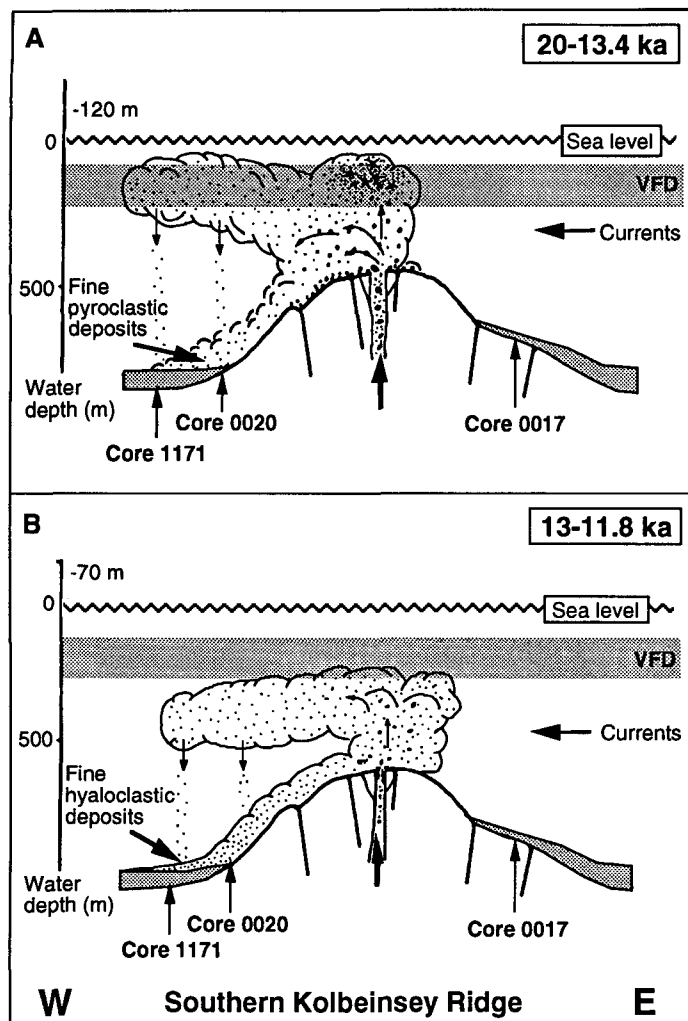 A
20-13.4 ka
-120 m
0
Sea level
VFD
Currents
500
Fine
pyroclastic
deposits
Water
depth (m)
Core 0020
Core 0017
Core 1171
B
13-11.8 ka
-70 m
0
Sea level
VFD
500
Currents
Fine
hyaloclastic
deposits
Water
depth (m)
Core 0020
Core 0017
Core 1171
W Southern Kolbeinsey Ridge E